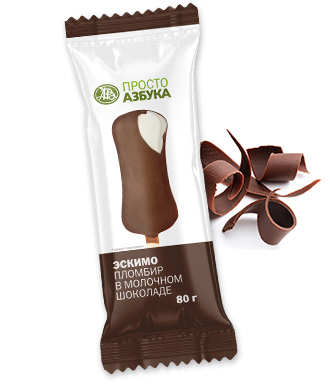 ПРОСТО
АЗБУКА
ЭСКИМО
ПЛОМБИР
В МОЛОЧНОМ
ШОКОЛАДЕ
80 г